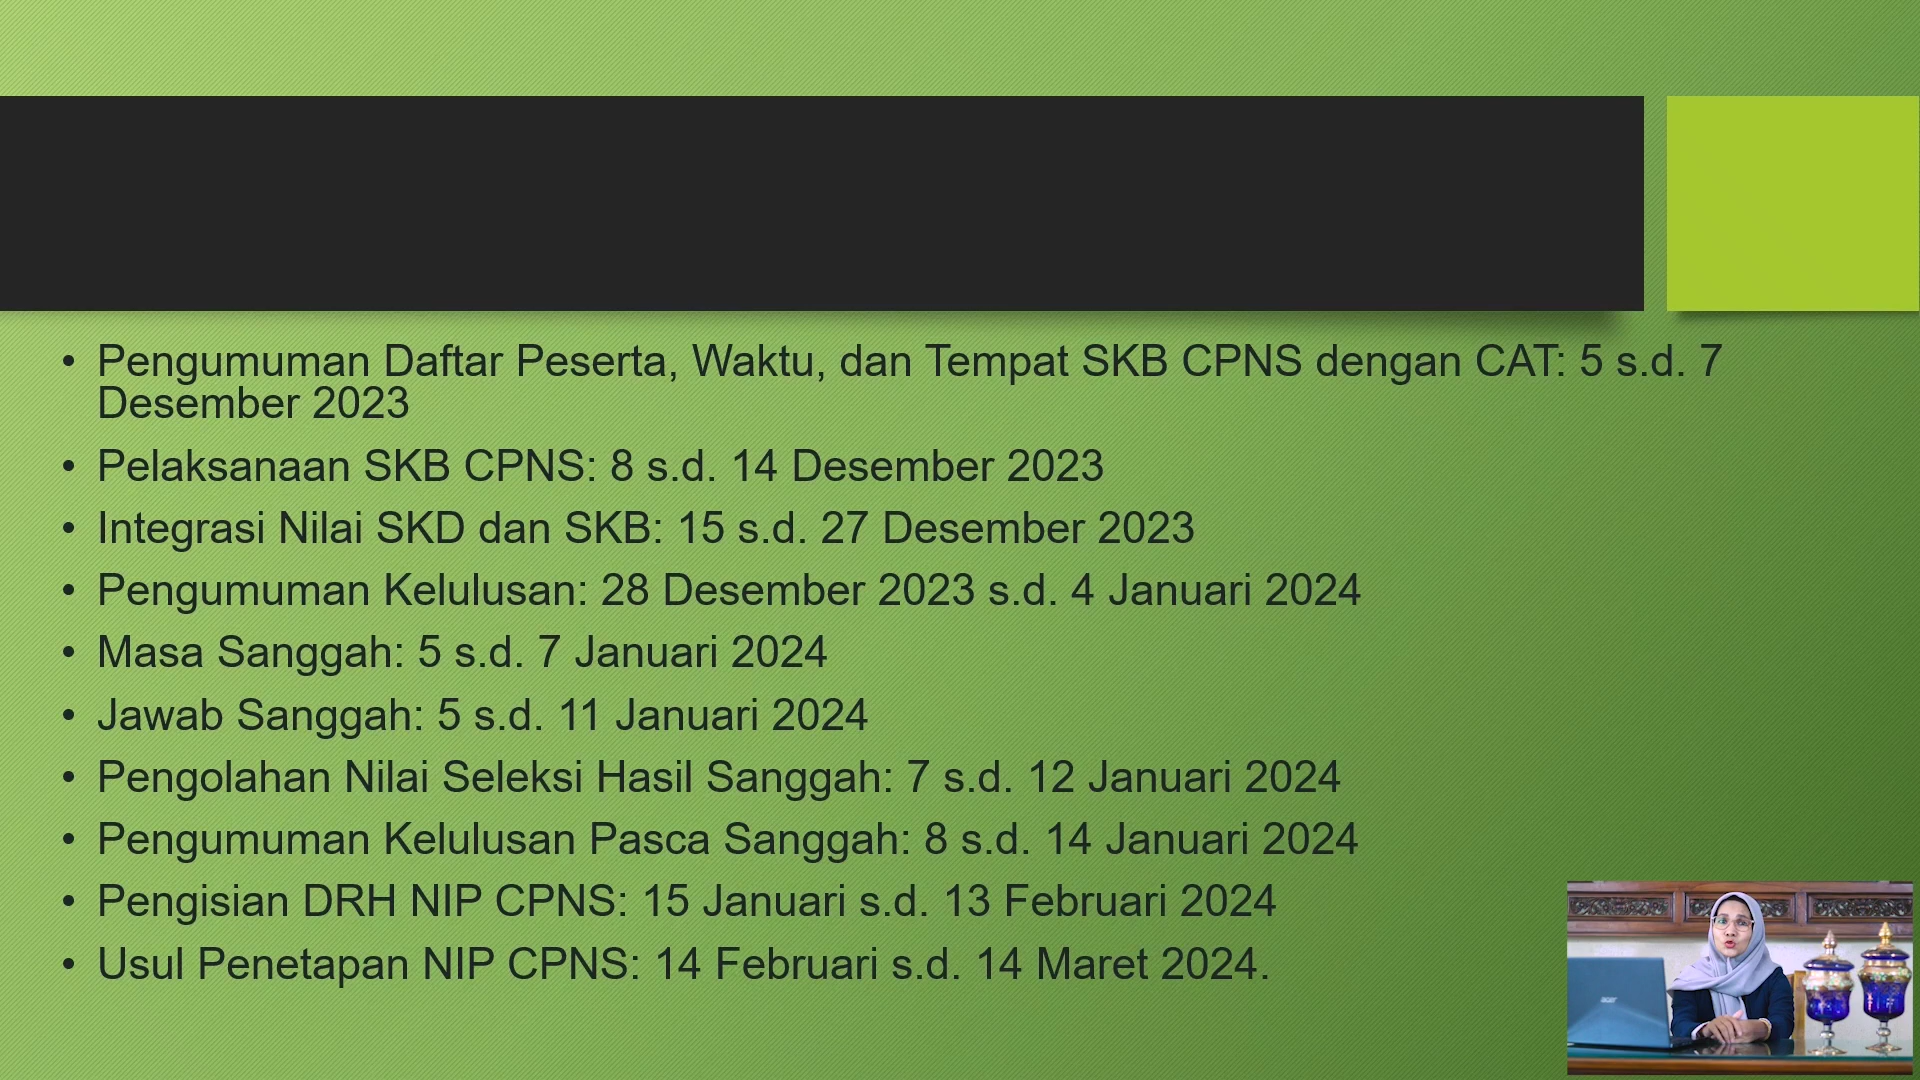 • Pengumuman Daftar Peserta, Waktu, dan Tempat SKB CPNS dengan CAT: 5 s.d. 7
Desember 2023
• Pelaksanaan SKB CPNS: 8 s.d. 14 Desember 2023
• Integrasi Nilai SKD dan SKB: 15 s.d. 27 Desember 2023
• Pengumuman Kelulusan: 28 Desember 2023 s.d. 4 Januari 2024
• Masa Sanggah: 5 s.d. 7 Januari 2024
• Jawab Sanggah: 5 s.d. 11 Januari 2024
• Pengolahan Nilai Seleksi Hasil Sanggah: 7 s.d. 12 Januari 2024
• Pengumuman Kelulusan Pasca Sanggah: 8 s.d. 14 Januari 2024
• Pengisian DRH NIP CPNS: 15 Januari s.d. 13 Februari 2024
• Usul Penetapan NIP CPNS: 14 Februari s.d. 14 Maret 2024.
acer